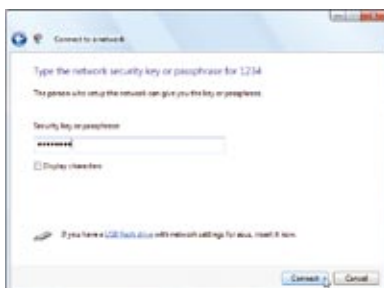 Connect to a network
Type the network security key or passphrase for 1234
The person who setup the network can give you the key or passphrase.
Security key or passphrase:
••••••••
Display characters
If you have a USB flash drive with network settings for asus, insert it now.
Connect
Cancel